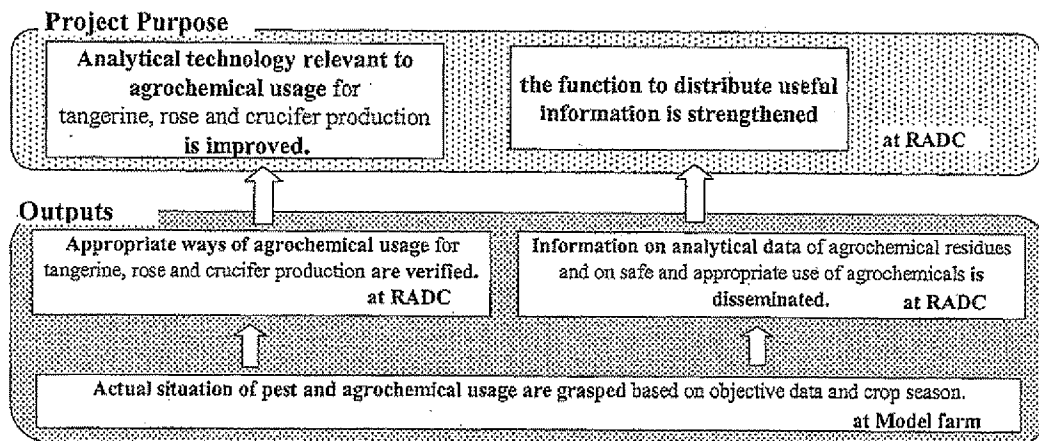 Project Purpose
Analytical technology relevant to
agrochemical usage for
tangerine, rose and crucifer production
is improved.
the function to distribute useful
information is strengthened
at RADC
Outputs
Appropriate ways of agrochemical usage for
tangerine, rose and crucifer production are verified.
at RADC
Information on analytical data of agrochemical residues
and on safe and appropriate use of agrochemicals is
disseminated. at RADC
Actual situation of pest and agrochemical usage are grasped based on objective data and crop season.
at Model farm